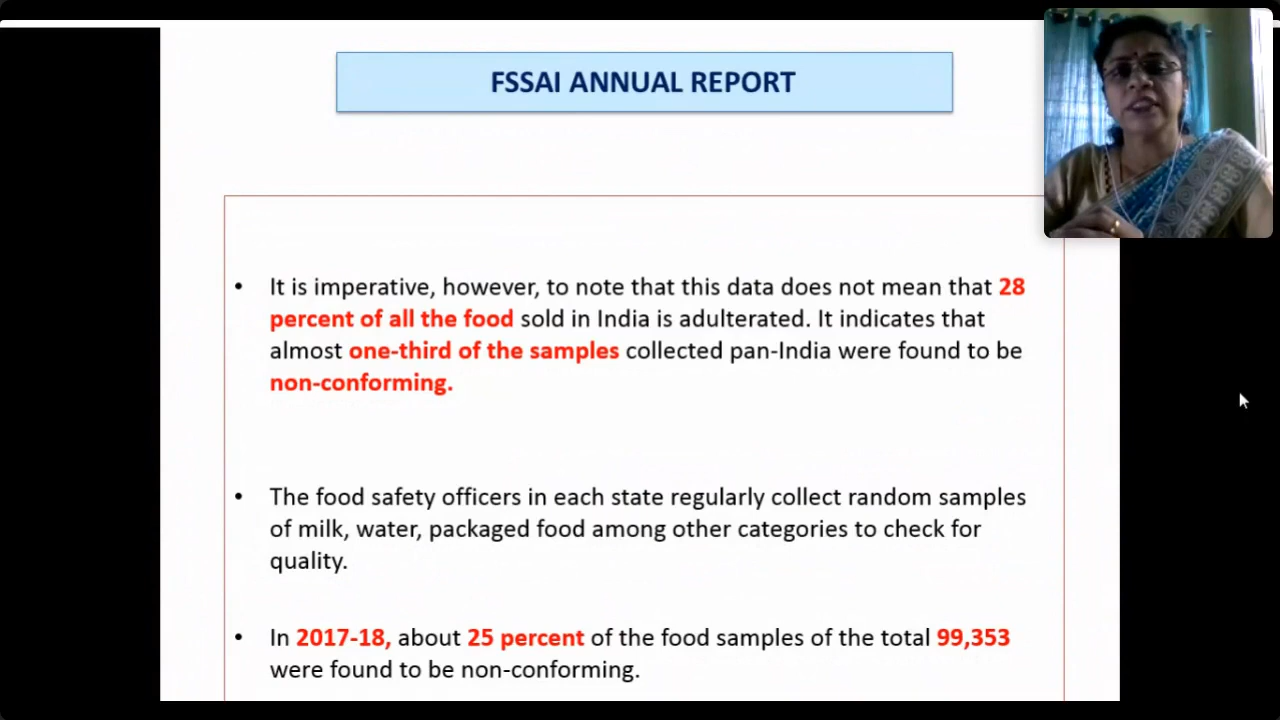 FSSAI ANNUAL REPORT
• It is imperative, however, to note that this data does not mean that 28
percent of all the food sold in India is adulterated. It indicates that
almost one-third of the samples collected pan-India were found to be
non-conforming.
• The food safety officers in each state regularly collect random samples
of milk, water, packaged food among other categories to check for
quality.
• In 2017-18, about 25 percent of the food samples of the total 99,353
were found to be non-conforming.